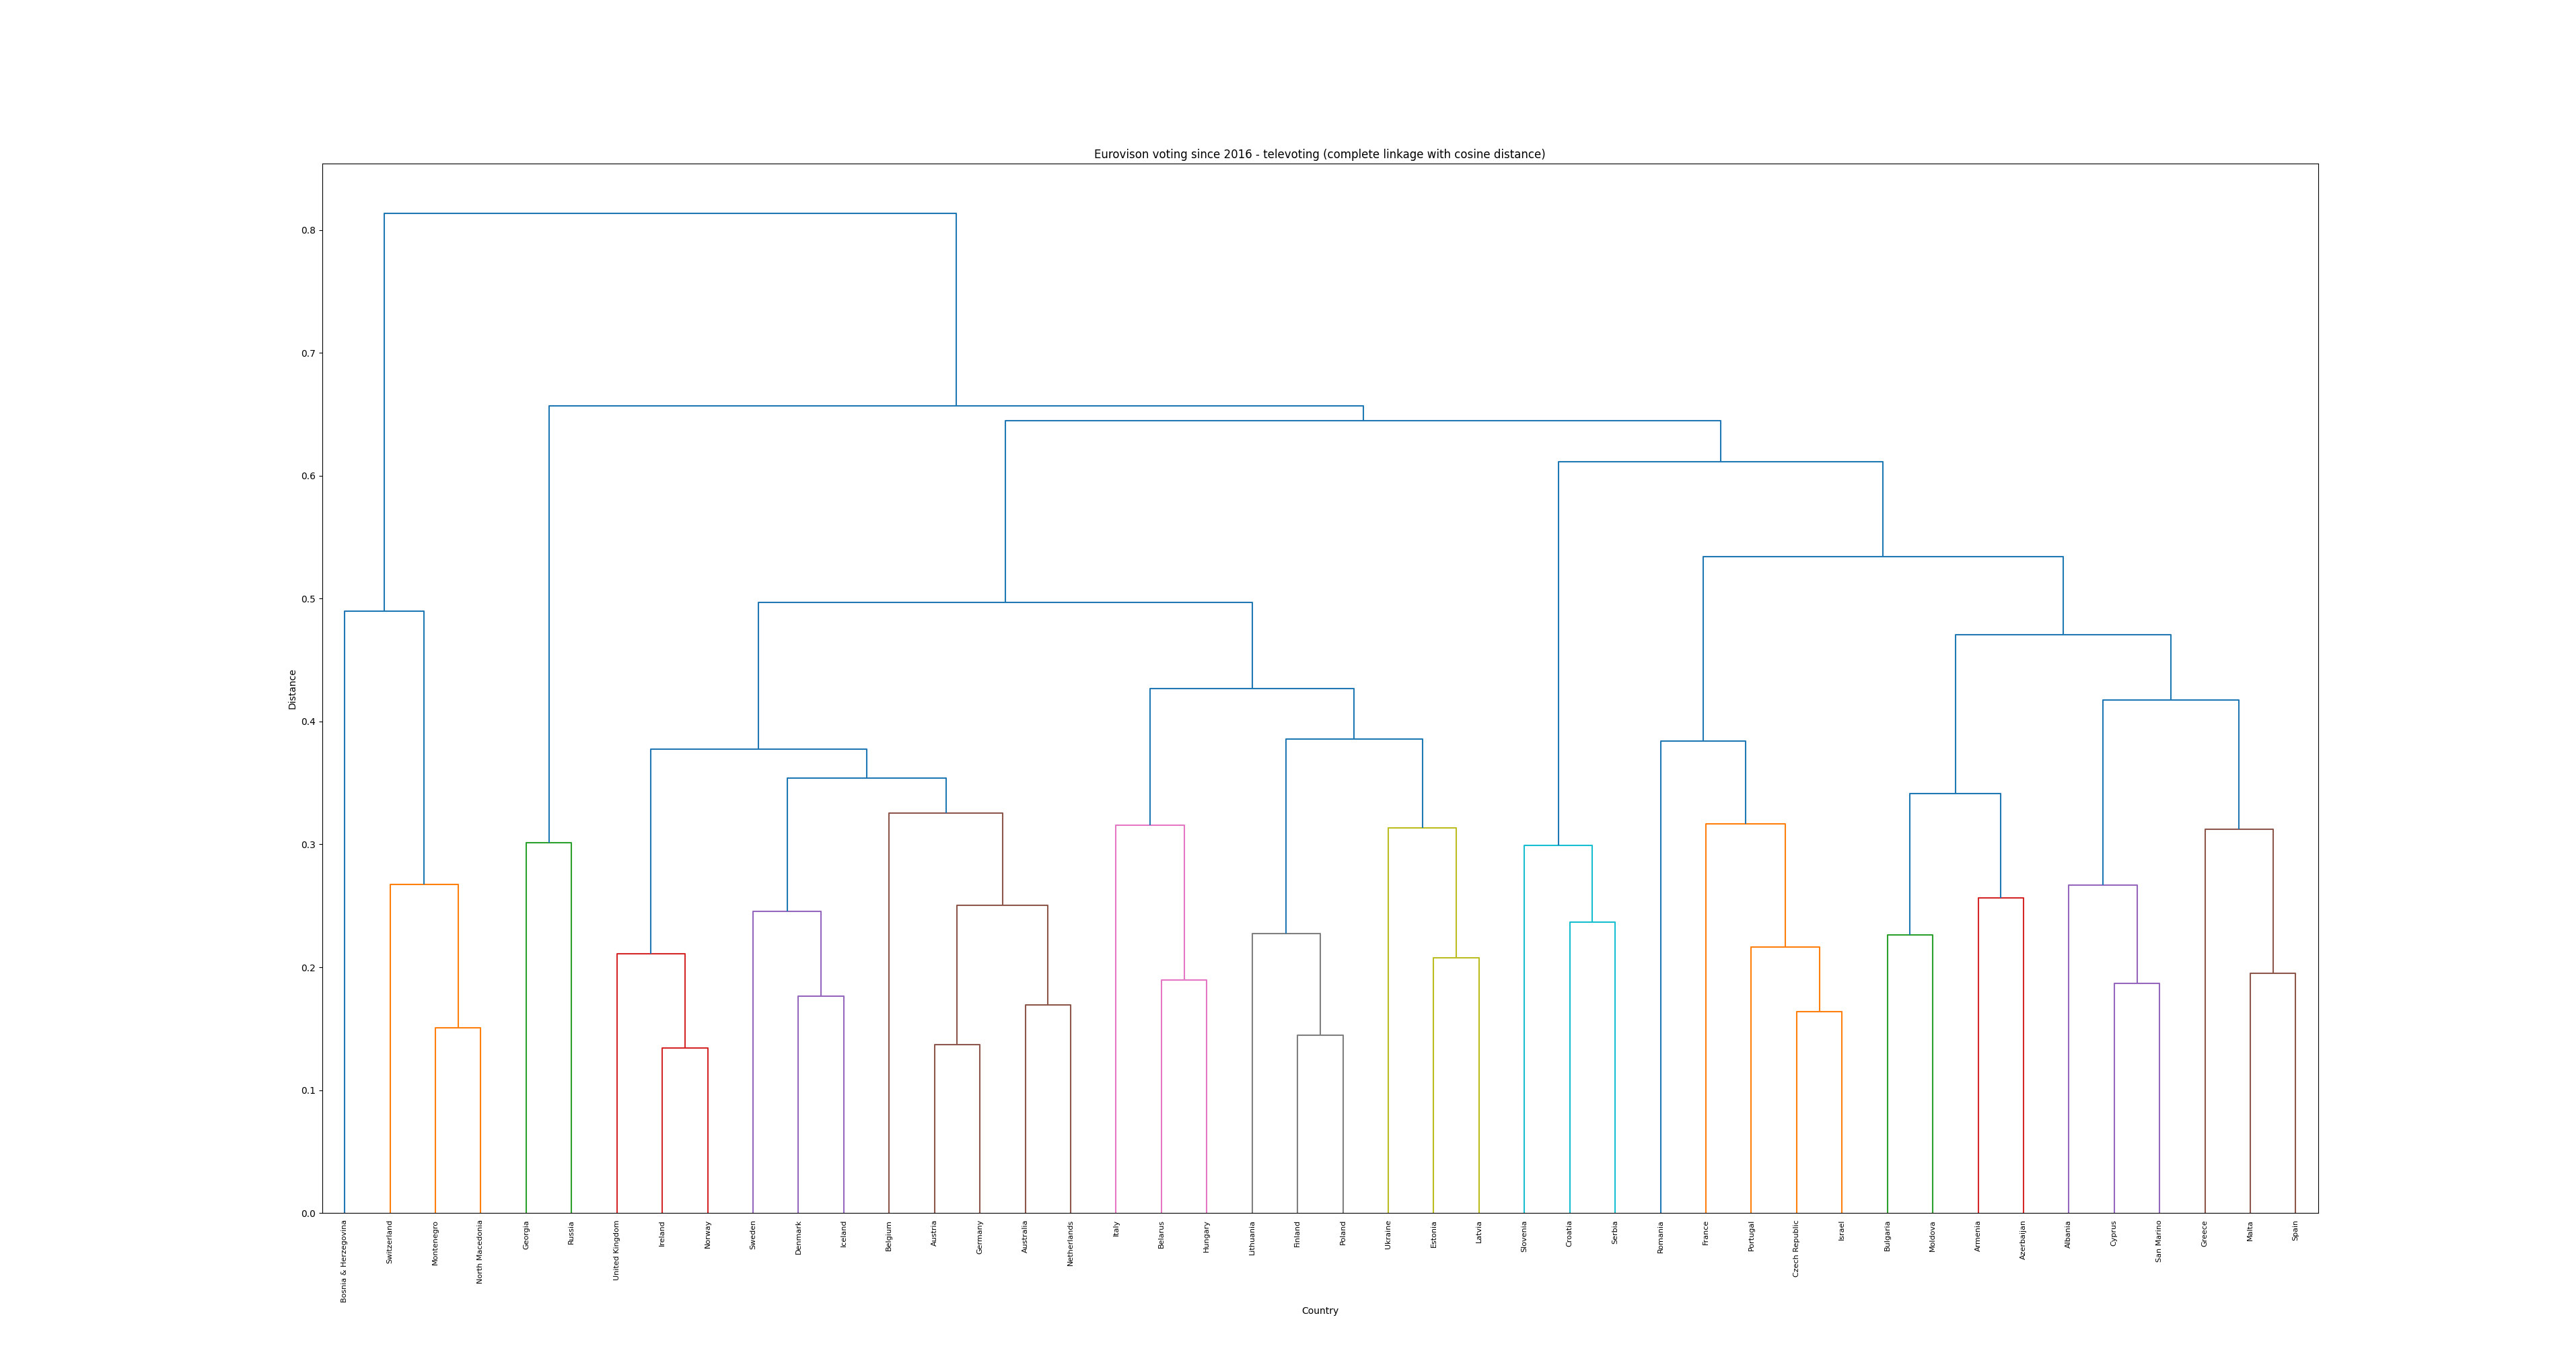 Eurovison voting since 2016 - televoting (complete linkage with cosine distance)
0.8
0.7
0.6
0.5
0.4
0.3
0.2
0.1
0.0
Distance
Bosnia & Herzegovina
Switzerland
Montenegro
North Macedonia
Georgia
Russia
United Kingdom
Ireland
Norway
Sweden
Denmark
Iceland
Belgium
Austria
Germany
Australia
Netherlands
Italy
Belarus
Hungary
Lithuania
Finland
Poland
Ukraine
Estonia
Latvia
Slovenia
Croatia
Serbia
Romania
France
Portugal
Czech Republic
Israel
Bulgaria
Moldova
Armenia
Azerbaijan
Albania
Cyprus
San Marino
Greece
Malta
Spain
Country